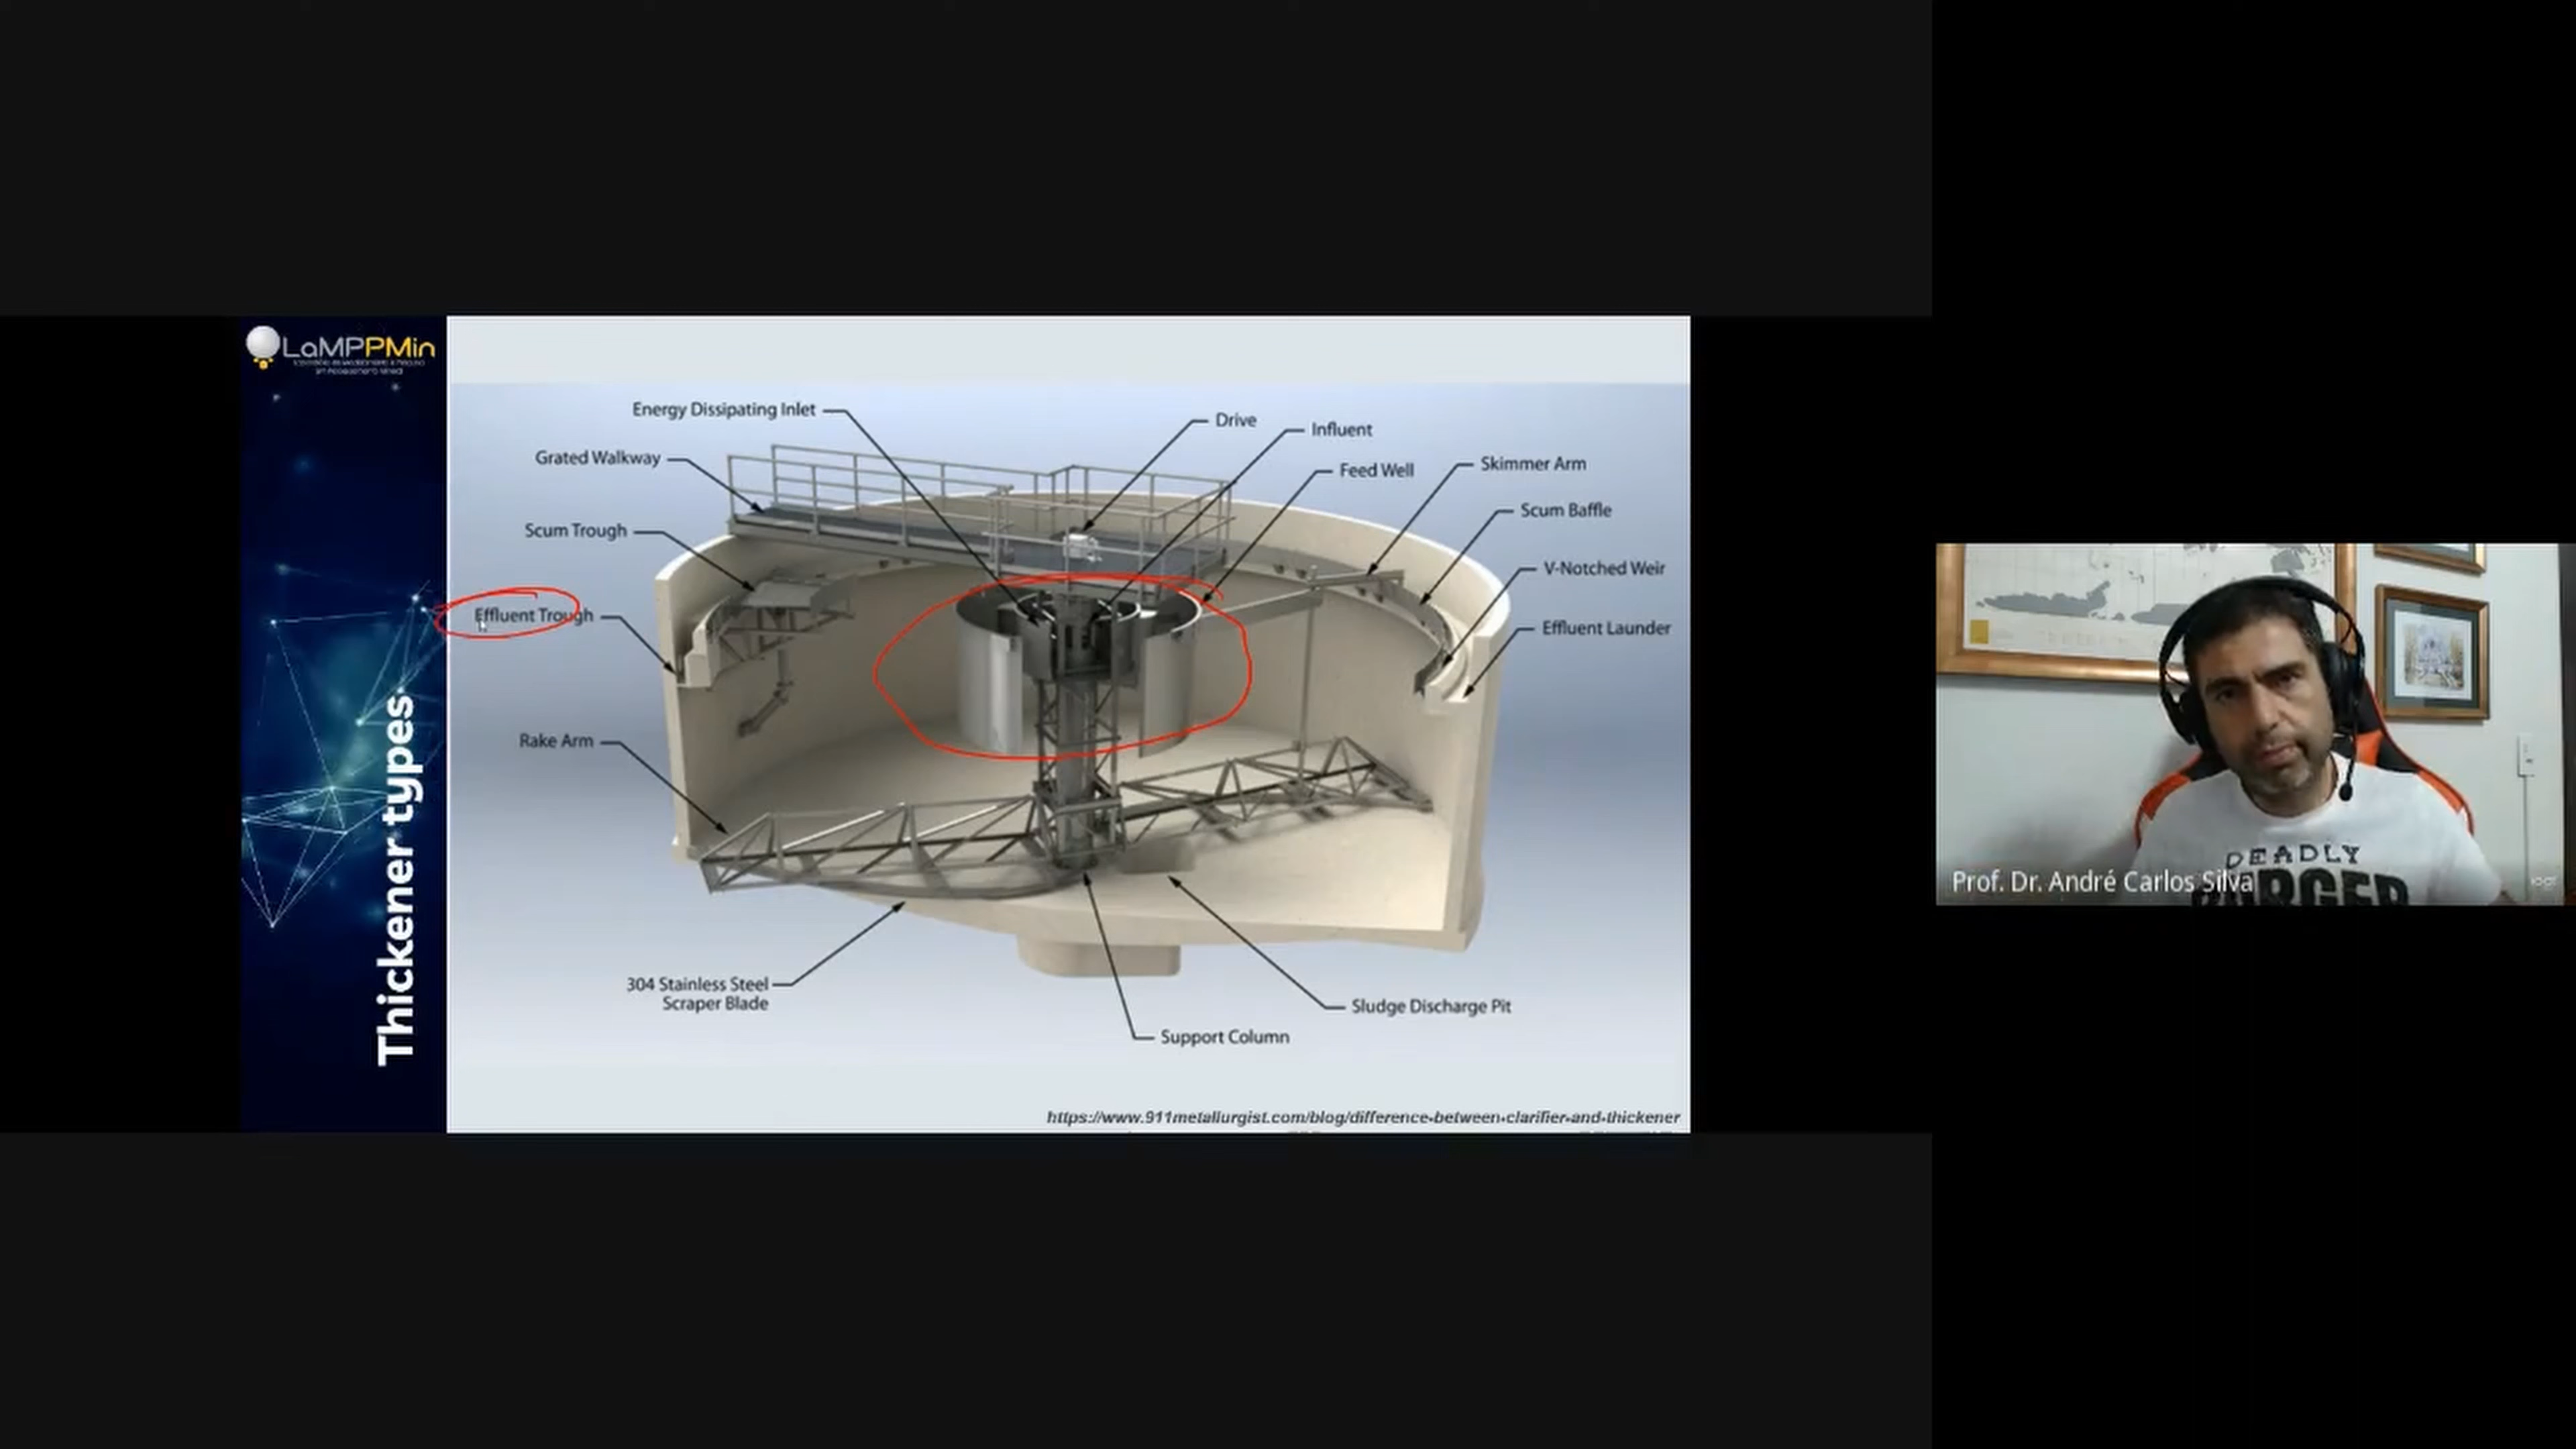 LaMPPMin
Thickener types
Energy Dissipating Inlet
Drive
Influent
Grated Walkway
Feed Well
Skimmer Arm
Scum Trough
Scum Baffle
V-Notched Weir
Effluent Trough
Effluent Launder
Rake Arm
304 Stainless Steel
Scraper Blade
Sludge Discharge Pit
Support Column
https://www.911metallurgist.com/blog/difference-between-clarifier-and-thickener
DEADLY
Prof. Dr. André Carlos Silva